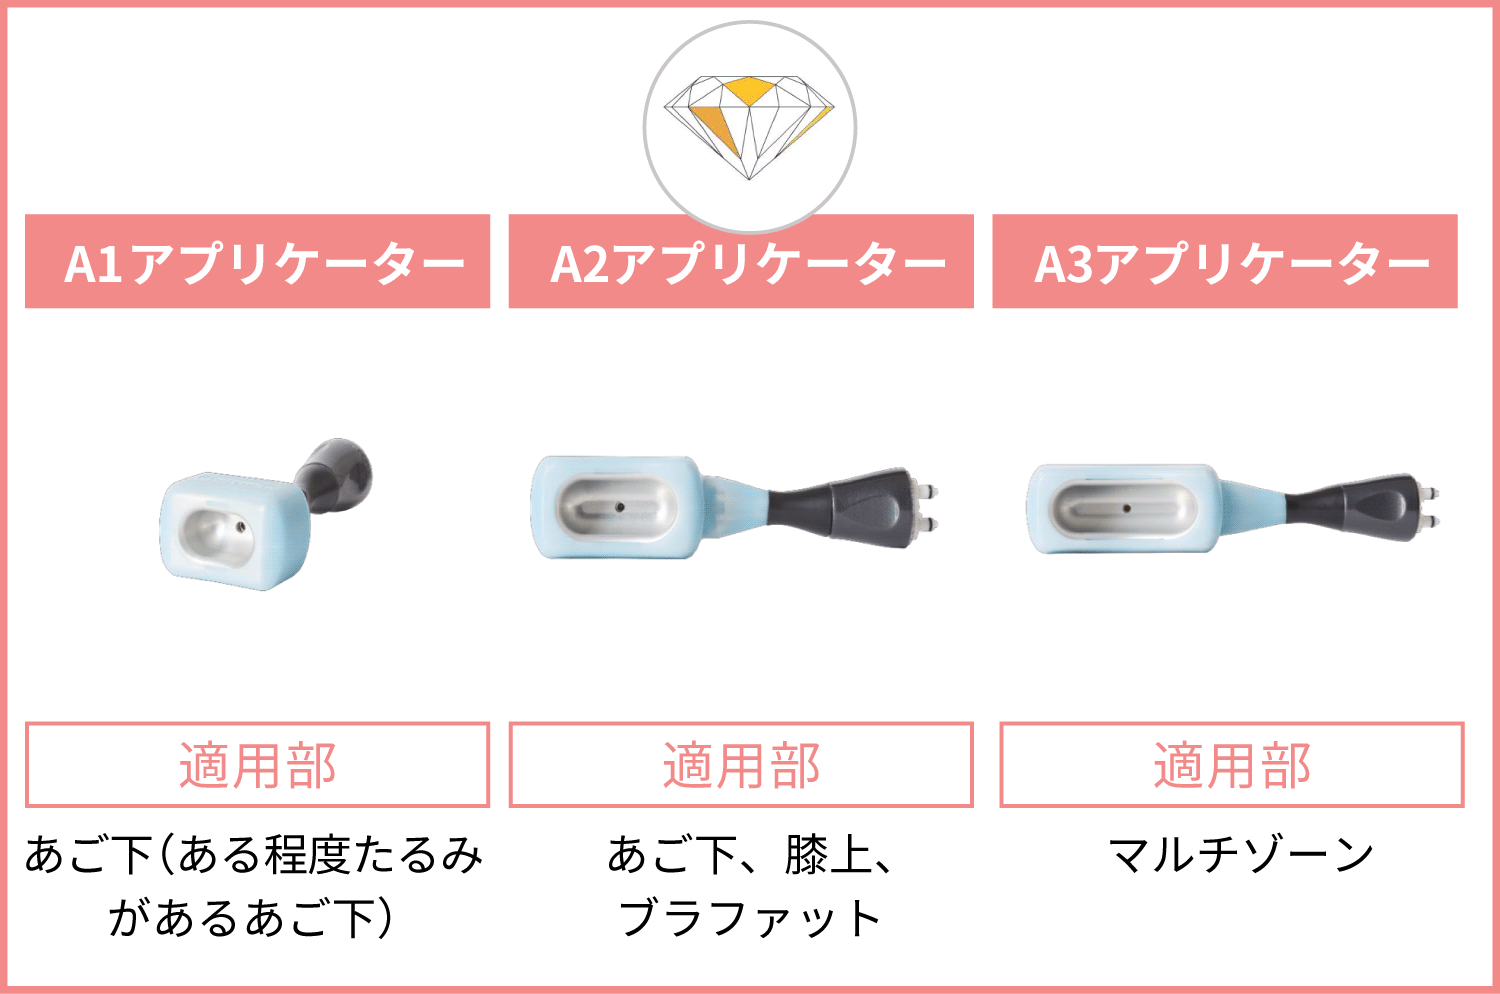 A1アプリケーター
A2アプリケーター
A3アプリケーター
適用部
適用部
適用部
あご下（ある程度たるみ
があるあご下）
あご下、膝上、
ブラファット
マルチゾーン